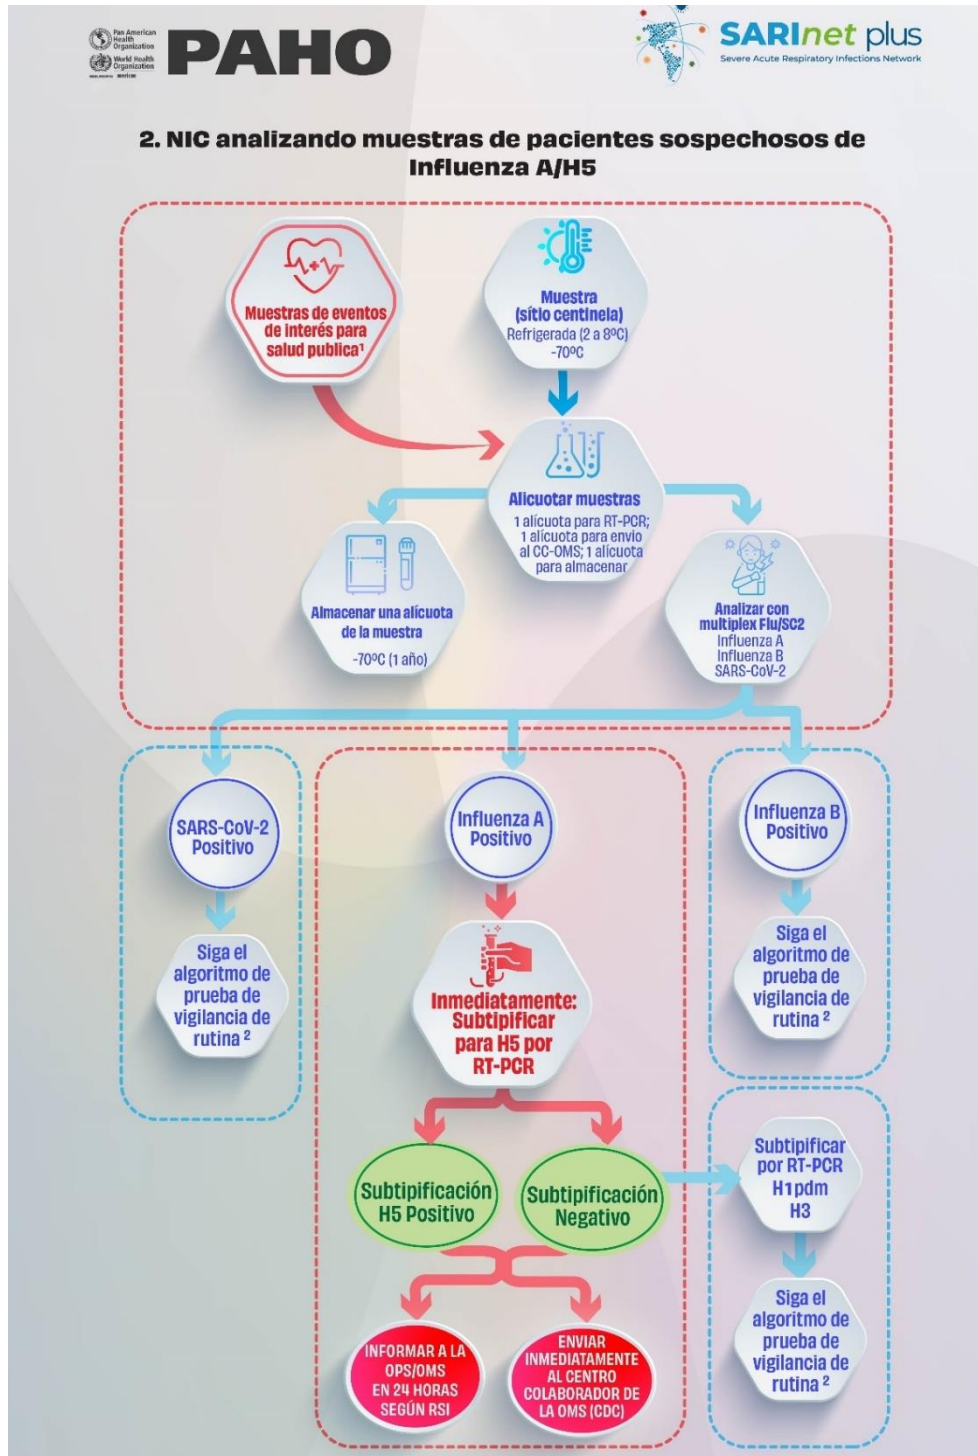 Pan American
Health
Organization
World Health
Organization
PAHO
SARInet plus
Severe Acute Respiratory Infections Network
2. NIC analizando muestras de pacientes sospechosos de
Influenza A/H5
Muestras de eventos
de interés para
salud publica¹
Muestra
(sítio centinela)
Refrigerada (2 a 8ºC)
-70ºC
Alicuotar muestras
1 alícuota para RT-PCR;
1 alícuota para envio
al CC-OMS; 1 alícuota
para almacenar
Almacenar una alícuota
de la muestra
-70ºC (1 año)
Analizar con
multiplex Flu/SC2
Influenza A
Influenza B
SARS-CoV-2
SARS-CoV-2
Positivo
Influenza A
Positivo
Influenza B
Positivo
Siga el
algoritmo de
prueba de
vigilancia de
rutina ²
Inmediatamente:
Subtipificar
para H5 por
RT-PCR
Siga el
algoritmo de
prueba de
vigilancia de
rutina ²
Subtipificación
H5 Positivo
Subtipificación
Negativo
Subtipificar
por RT-PCR
H1pdm
H3
INFORMAR A LA
OPS/OMS
EN 24 HORAS
SEGÚN RSI
ENVIAR
INMEDIATAMENTE
AL CENTRO
COLABORADOR DE
LA OMS (CDC)
Siga el
algoritmo de
prueba de
vigilancia de
rutina ²